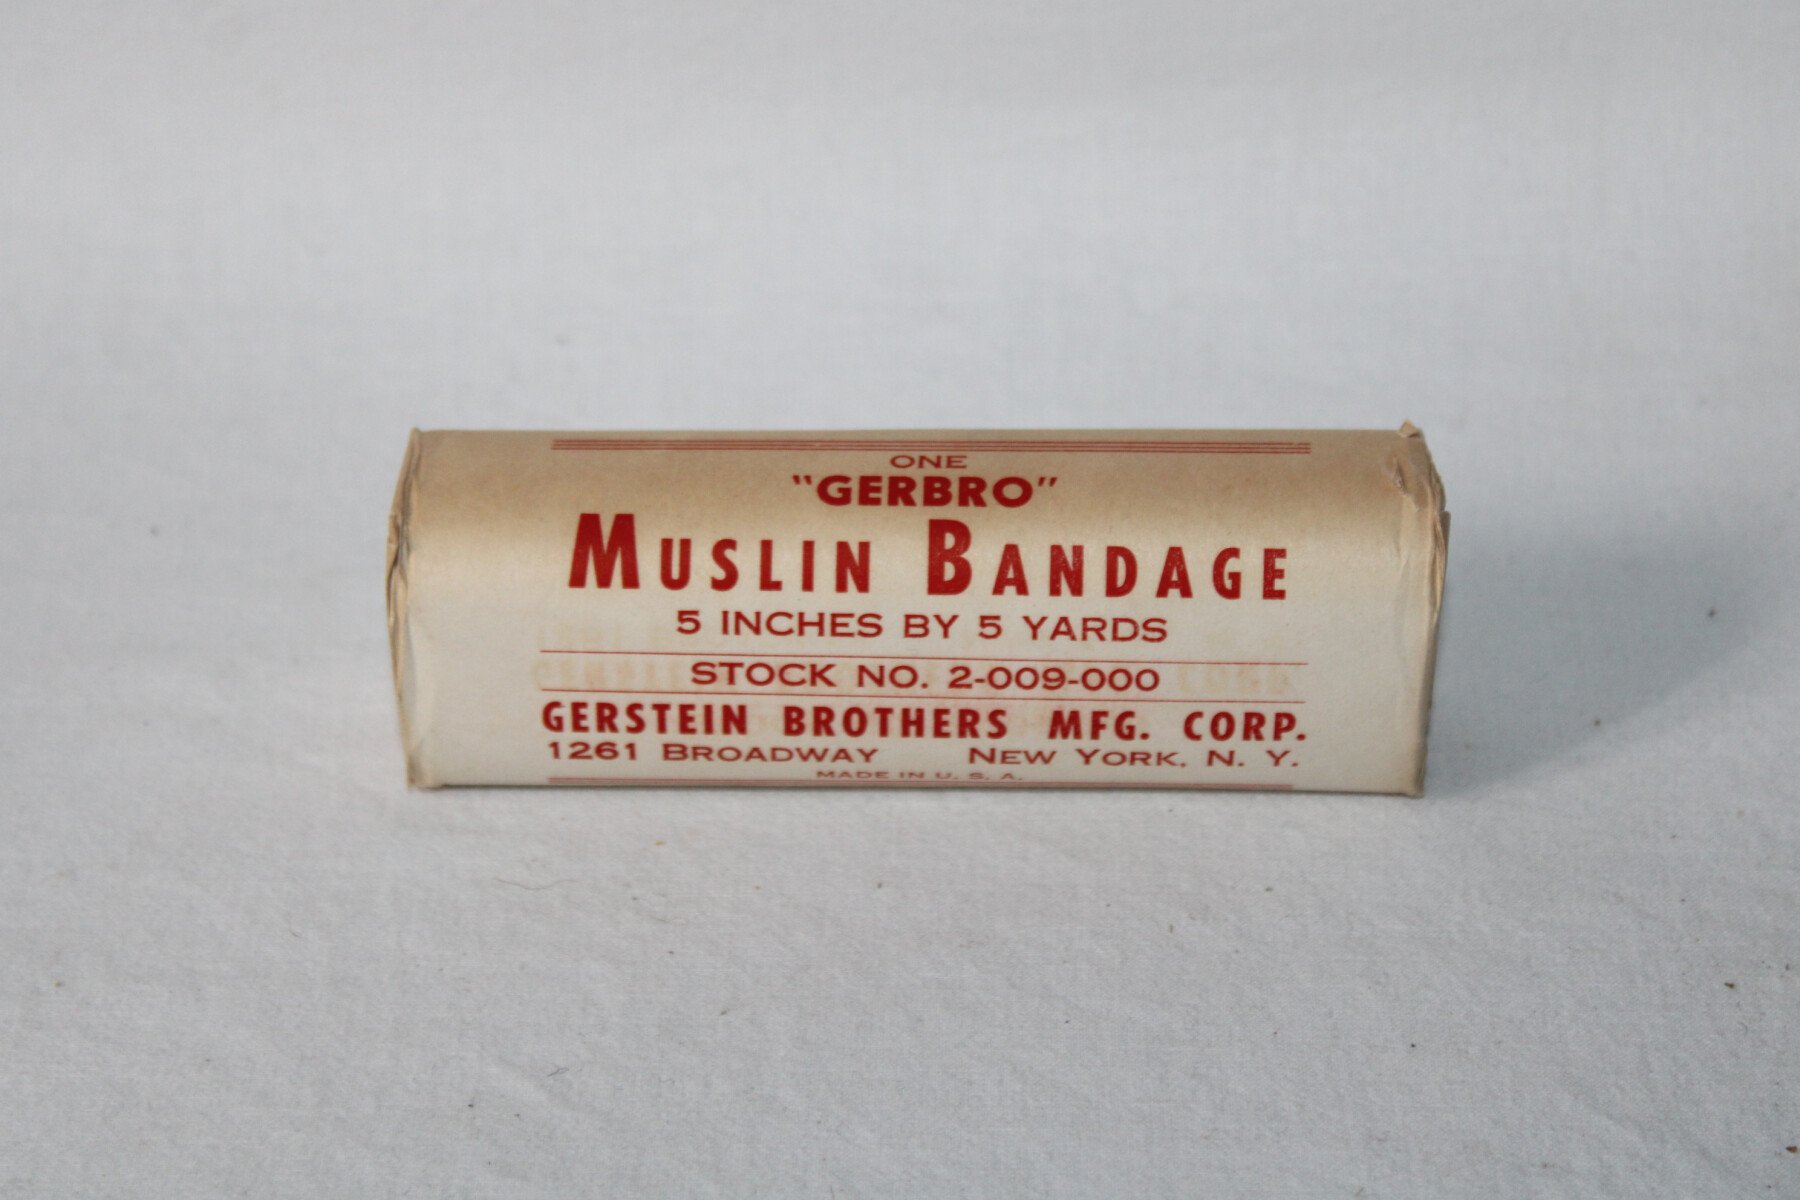 ONE
"GERBRO"
MUSLIN BANDAGE
5 INCHES BY 5 YARDS
STOCK NO. 2-009-000
GERSTEIN BROTHERS MFG. CORP.
1261 BROADWAY NEW YORK, N. Y.
MADE IN U. S. A.